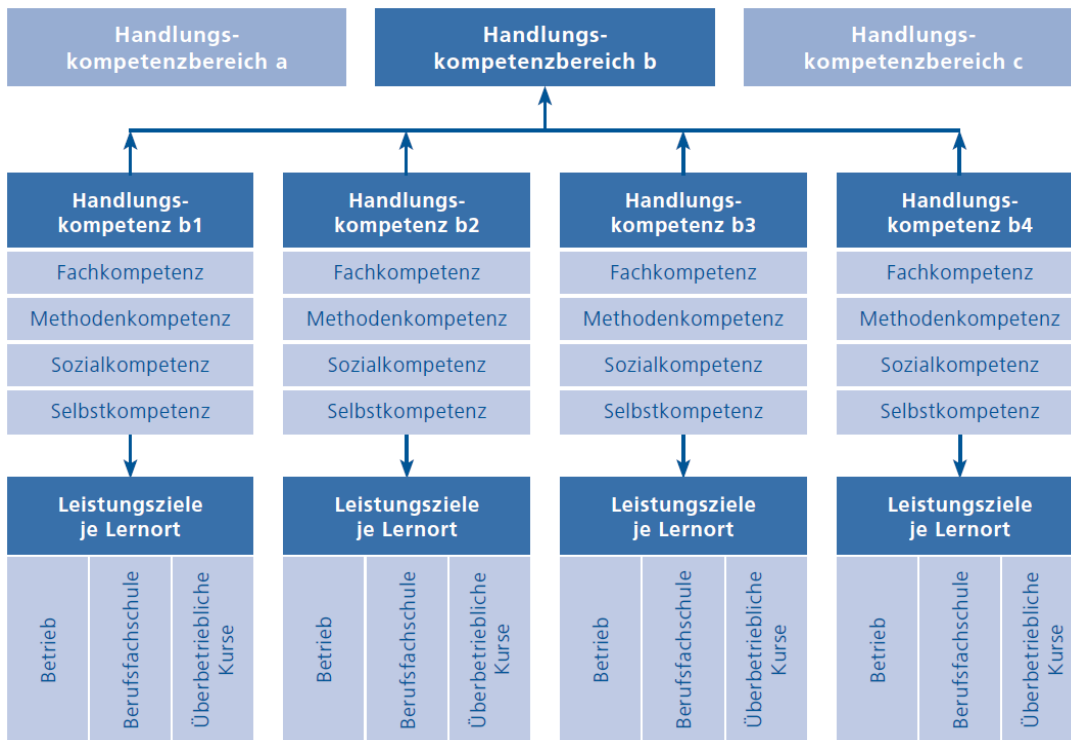 Handlungs-
kompetenzbereich a
Handlungs-
kompetenzbereich b
Handlungs-
kompetenzbereich c
Handlungs-
kompetenz b1
Handlungs-
kompetenz b2
Handlungs-
kompetenz b3
Handlungs-
kompetenz b4
Fachkompetenz
Fachkompetenz
Fachkompetenz
Fachkompetenz
Methodenkompetenz
Methodenkompetenz
Methodenkompetenz
Methodenkompetenz
Sozialkompetenz
Sozialkompetenz
Sozialkompetenz
Sozialkompetenz
Selbstkompetenz
Selbstkompetenz
Selbstkompetenz
Selbstkompetenz
Leistungsziele
je Lernort
Leistungsziele
je Lernort
Leistungsziele
je Lernort
Leistungsziele
je Lernort
Betrieb
Berufsfachschule
Überbetriebliche
Kurse
Betrieb
Berufsfachschule
Überbetriebliche
Kurse
Betrieb
Berufsfachschule
Überbetriebliche
Kurse
Betrieb
Berufsfachschule
Überbetriebliche
Kurse